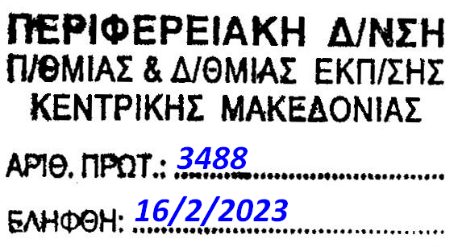 ΠΕΡΙΦΕΡΕΙΑΚΗ Δ/ΝΣΗ
Π/ΘΜΙΑΣ & Δ/ΘΜΙΑΣ ΕΚΠ/ΣΗΣ
ΚΕΝΤΡΙΚΗΣ ΜΑΚΕΔΟΝΙΑΣ
ΑΡΙΘ. ΠΡΩΤ.: 3488
ΕΛΗΦΘΗ: 16/2/2023